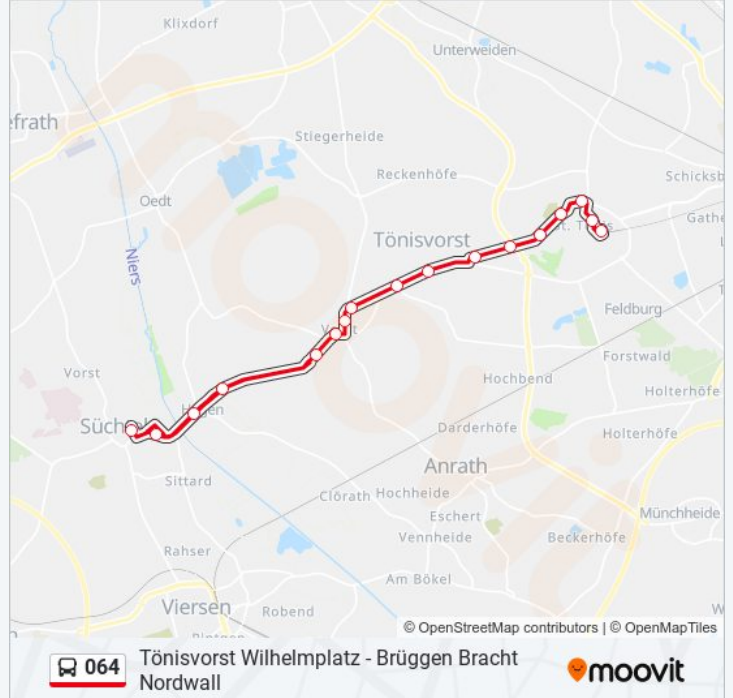 Klixdorf
Unterweiden
efrath
Stiegerheide
Reckenhöfe
Schicksb
Oedt
Gathe
Tönisvorst
Niers
Feldburg
Forstwald
Vorst
Hochbend
Holterhöfe
Hagen
Darderhöfe
Holterhöfe
Anrath
Sittard
Clörath Hochheide
Eschert
Münchheide
Vennheide
Beckerhöfe
Rahser
Am Bökel
Viersen
Robend
© OpenStreetMap contributors | © OpenMapTiles
064
Tönisvorst Wilhelmplatz - Brüggen Bracht
Nordwall
moovit